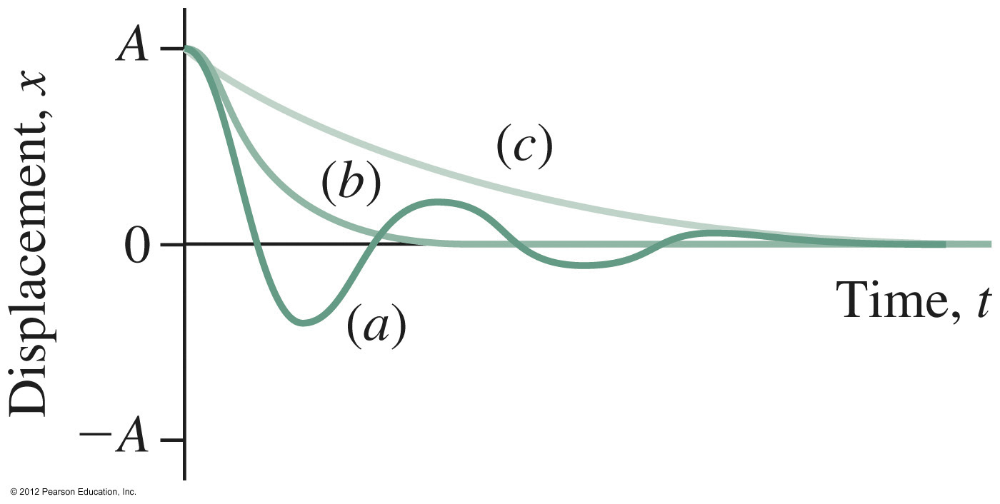 Displacement, x
A
0
−A
(a)
(b)
(c)
Time, t
© 2012 Pearson Education, Inc.